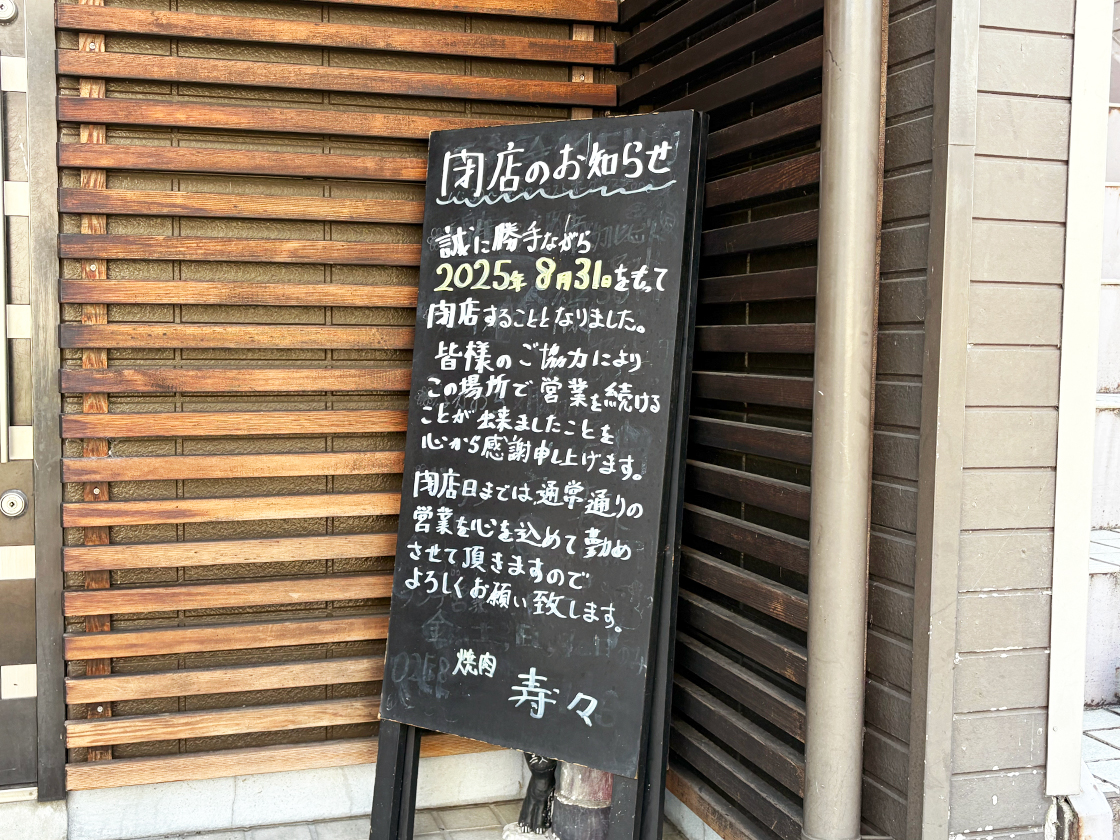 閉店のお知らせ
誠に勝手ながら
2025年 8月31日をもって
閉店することとなりました。
皆様のご協力により
この場所で営業を続ける
ことが出来ましたことを
心から感謝申し上げます。
閉店日までは、通常通りの
営業を心を込めて勤め
させて頂きますので
よろしくお願い致します。
焼肉
寿々